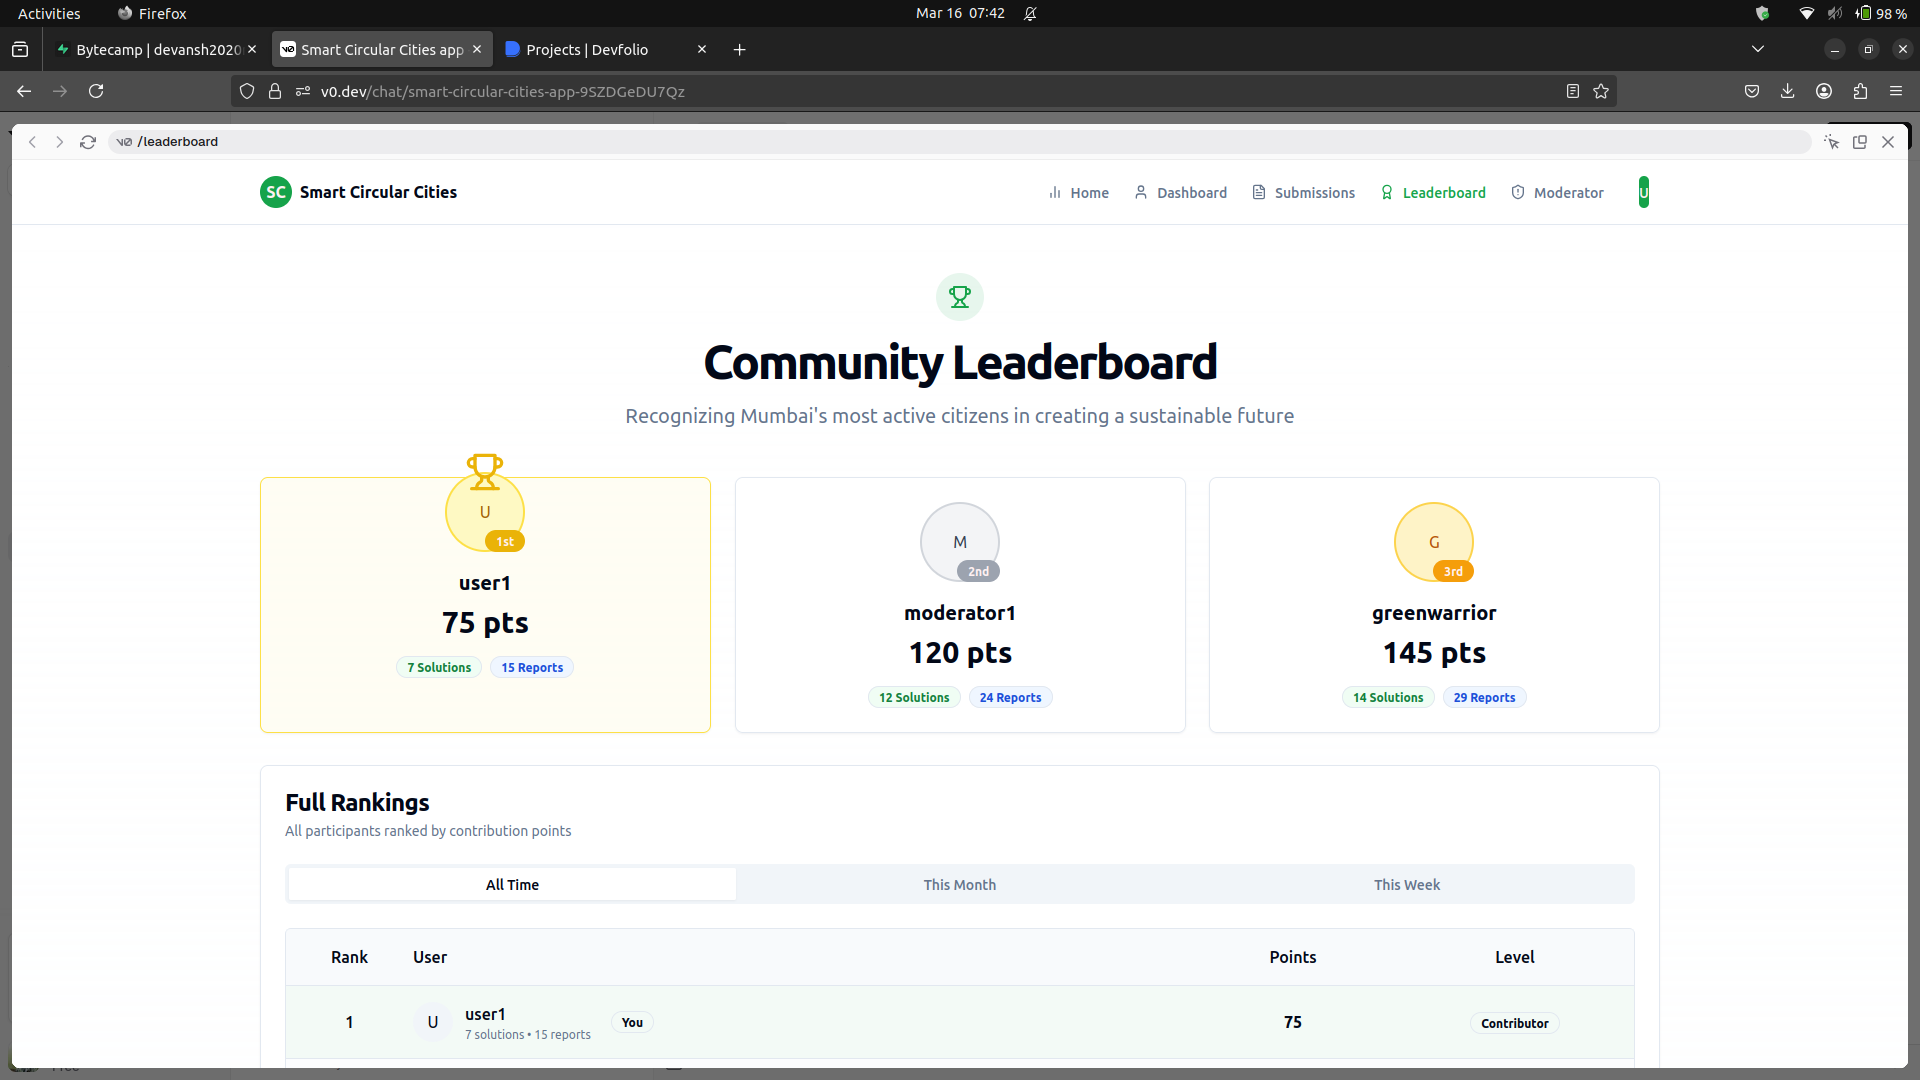 Activities Firefox Mar 16 07:42 98 %
Bytecamp | devansh2020 Smart Circular Cities app Projects | Devfolio
v0.dev/chat/smart-circular-cities-app-9SZDGeDU7Qz
v0 /leaderboard
SC Smart Circular Cities Home Dashboard Submissions Leaderboard Moderator U
Community Leaderboard
Recognizing Mumbai's most active citizens in creating a sustainable future
U
1st
user1
75 pts
7 Solutions 15 Reports
M
2nd
moderator1
120 pts
12 Solutions 24 Reports
G
3rd
greenwarrior
145 pts
14 Solutions 29 Reports
Full Rankings
All participants ranked by contribution points
All Time This Month This Week
Rank User Points Level
1 U user1 You 75 Contributor
7 solutions • 15 reports